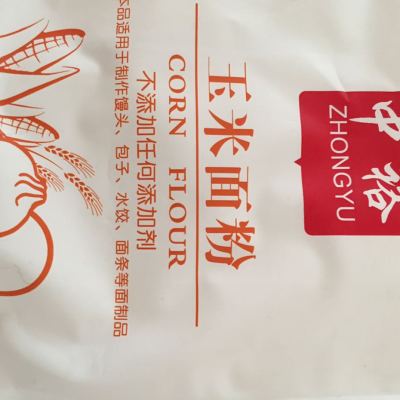 中裕
ZHONGYU
玉米面粉
CORN FLOUR
不添加任何添加剂
本品适用于制作馒头、包子、水饺、面条等面制品